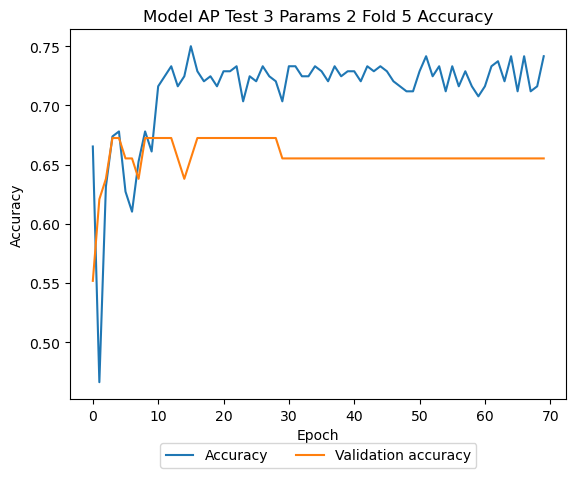 Model AP Test 3 Params 2 Fold 5 Accuracy
0.75
0.70
0.65
0.60
0.55
0.50
Accuracy
0 10 20 30 40 50 60 70
Epoch
Accuracy Validation accuracy